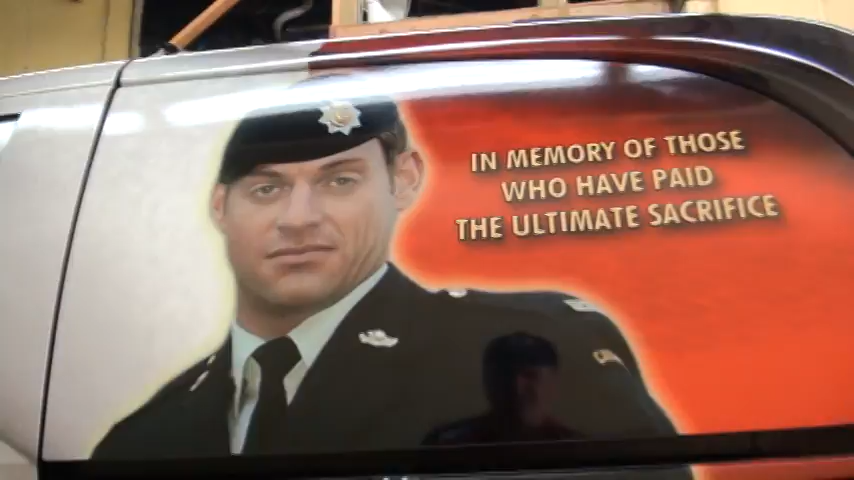 IN MEMORY OF THOSE
WHO HAVE PAID
THE ULTIMATE SACRIFICE